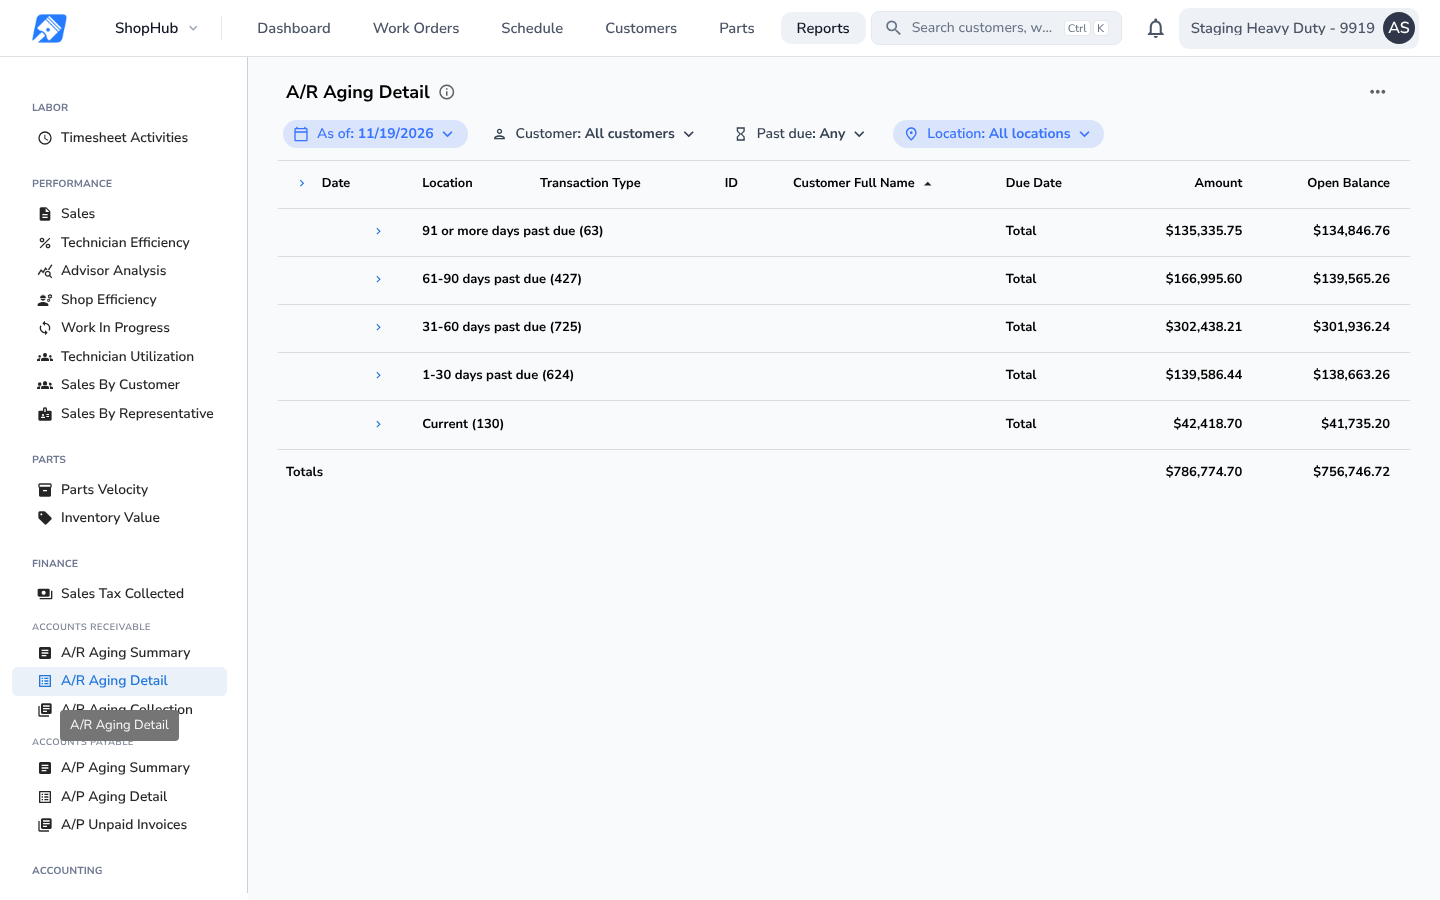 ShopHub
Dashboard
Work Orders
Schedule
Customers
Parts
Reports
Search customers, w...
Ctrl
K
Staging Heavy Duty - 9919
AS
LABOR
Timesheet Activities
PERFORMANCE
Sales
Technician Efficiency
Advisor Analysis
Shop Efficiency
Work In Progress
Technician Utilization
Sales By Customer
Sales By Representative
PARTS
Parts Velocity
Inventory Value
FINANCE
Sales Tax Collected
ACCOUNTS RECEIVABLE
A/R Aging Summary
A/R Aging Detail
A/R Aging Collection
A/R Aging Detail
ACCOUNTS PAYABLE
A/P Aging Summary
A/P Aging Detail
A/P Unpaid Invoices
ACCOUNTING
A/R Aging Detail
As of: 11/19/2026
Customer: All customers
Past due: Any
Location: All locations
Date Location Transaction Type ID Customer Full Name Due Date Amount Open Balance
91 or more days past due (63) Total $135,335.75 $134,846.76
61-90 days past due (427) Total $166,995.60 $139,565.26
31-60 days past due (725) Total $302,438.21 $301,936.24
1-30 days past due (624) Total $139,586.44 $138,663.26
Current (130) Total $42,418.70 $41,735.20
Totals $786,774.70 $756,746.72